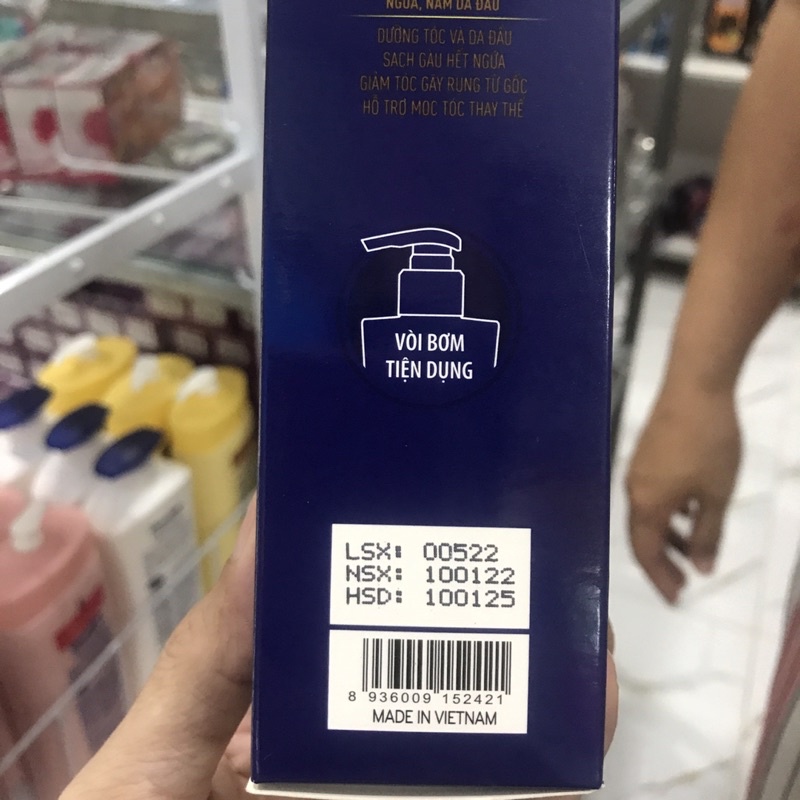 NGỨA, NẤM DA ĐẦU
DƯỠNG TÓC VÀ DA ĐẦU
SẠCH GÀU HẾT NGỨA
GIẢM TÓC GÃY RỤNG TỪ GỐC
HỖ TRỢ MỌC TÓC THAY THẾ
VÒI BƠM
TIỆN DỤNG
LSX: 00522
NSX: 100122
HSD: 100125
8 936009 152421
MADE IN VIETNAM